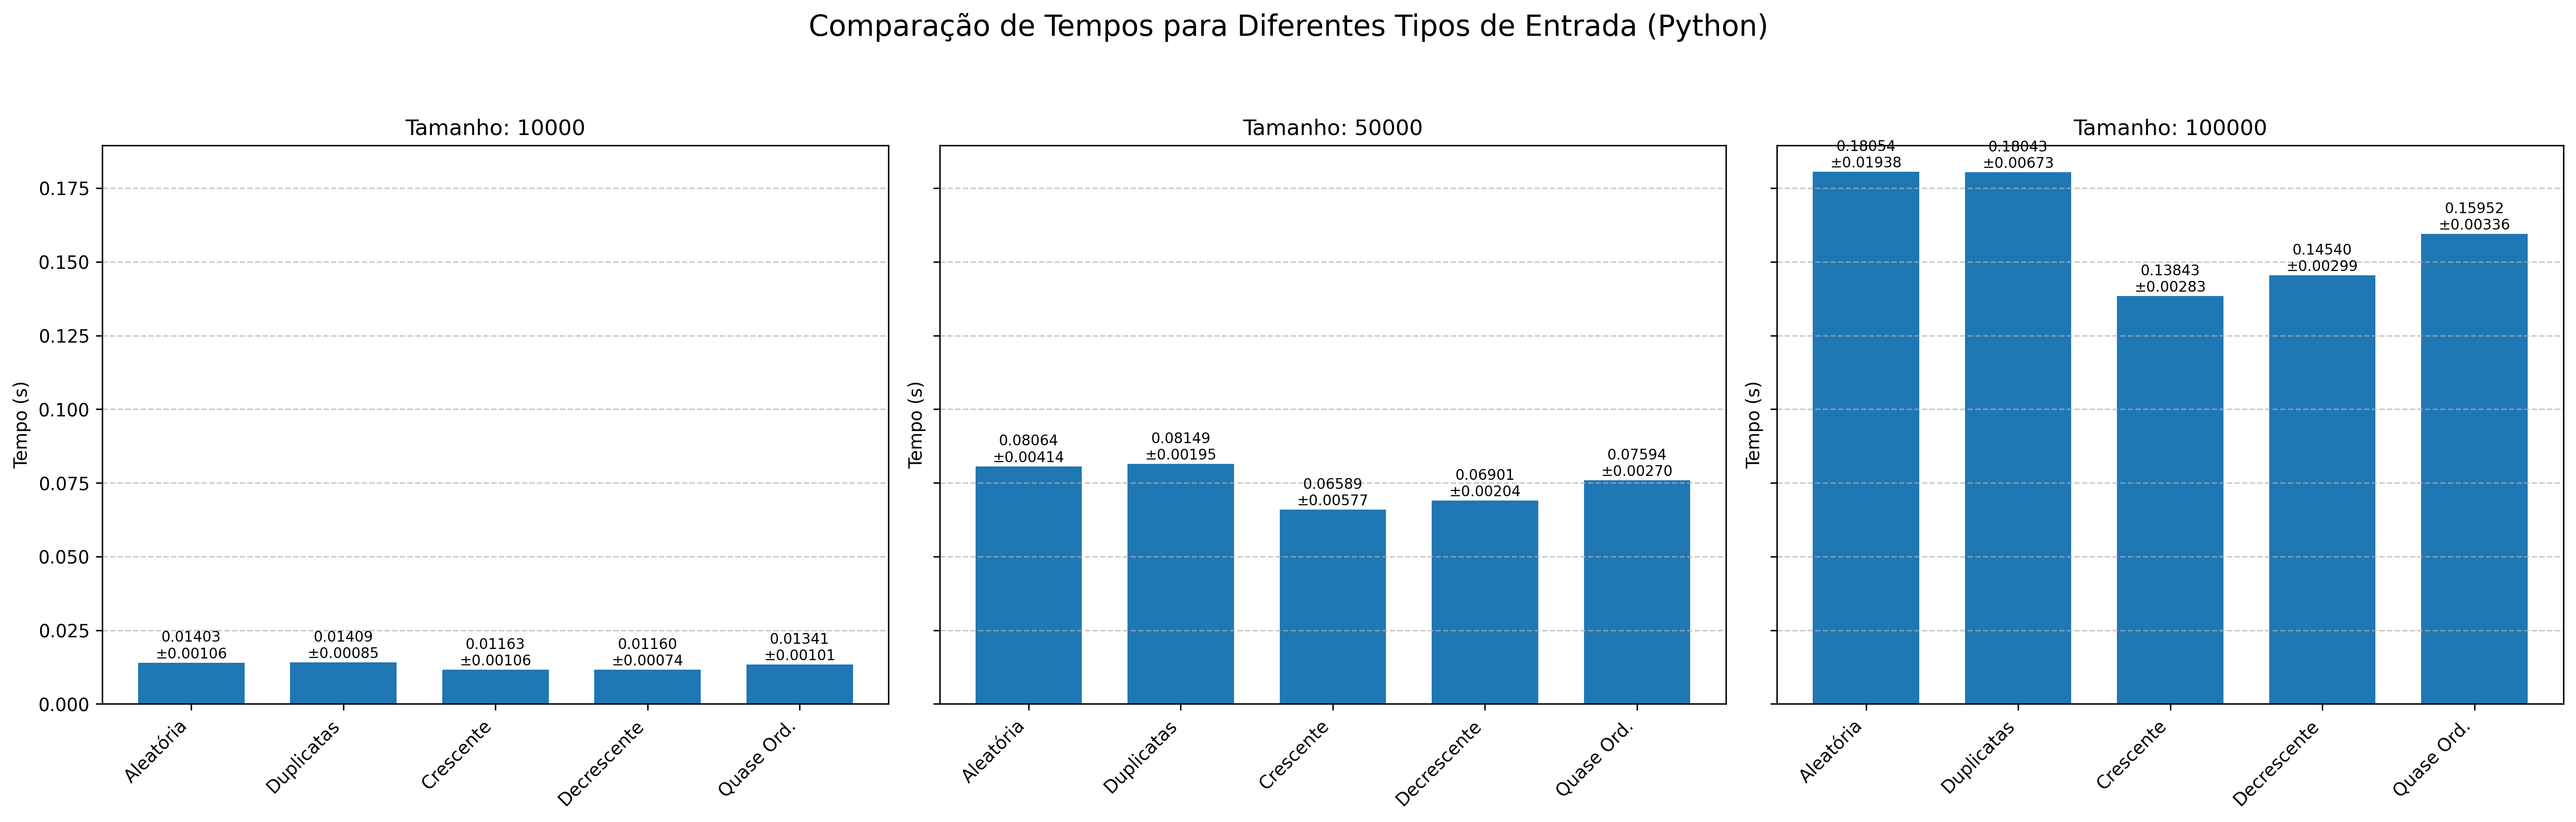 Comparação de Tempos para Diferentes Tipos de Entrada (Python)
Tamanho: 10000
Tempo (s)
0.175
0.150
0.125
0.100
0.075
0.050
0.025
0.000
0.01403
±0.00106
0.01409
±0.00085
0.01163
±0.00106
0.01160
±0.00074
0.01341
±0.00101
Aleatória
Duplicatas
Crescente
Decrescente
Quase Ord.
Tamanho: 50000
Tempo (s)
0.08064
±0.00414
0.08149
±0.00195
0.06589
±0.00577
0.06901
±0.00204
0.07594
±0.00270
Aleatória
Duplicatas
Crescente
Decrescente
Quase Ord.
Tamanho: 100000
Tempo (s)
0.18054
±0.01938
0.18043
±0.00673
0.13843
±0.00283
0.14540
±0.00299
0.15952
±0.00336
Aleatória
Duplicatas
Crescente
Decrescente
Quase Ord.